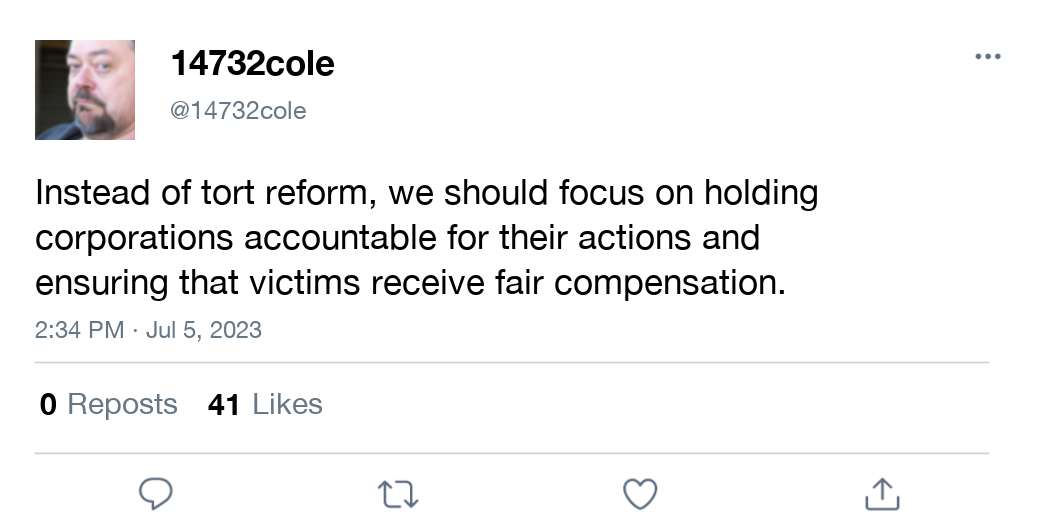 14732cole
@14732cole
Instead of tort reform, we should focus on holding
corporations accountable for their actions and
ensuring that victims receive fair compensation.
2:34 PM · Jul 5, 2023
0 Reposts 41 Likes